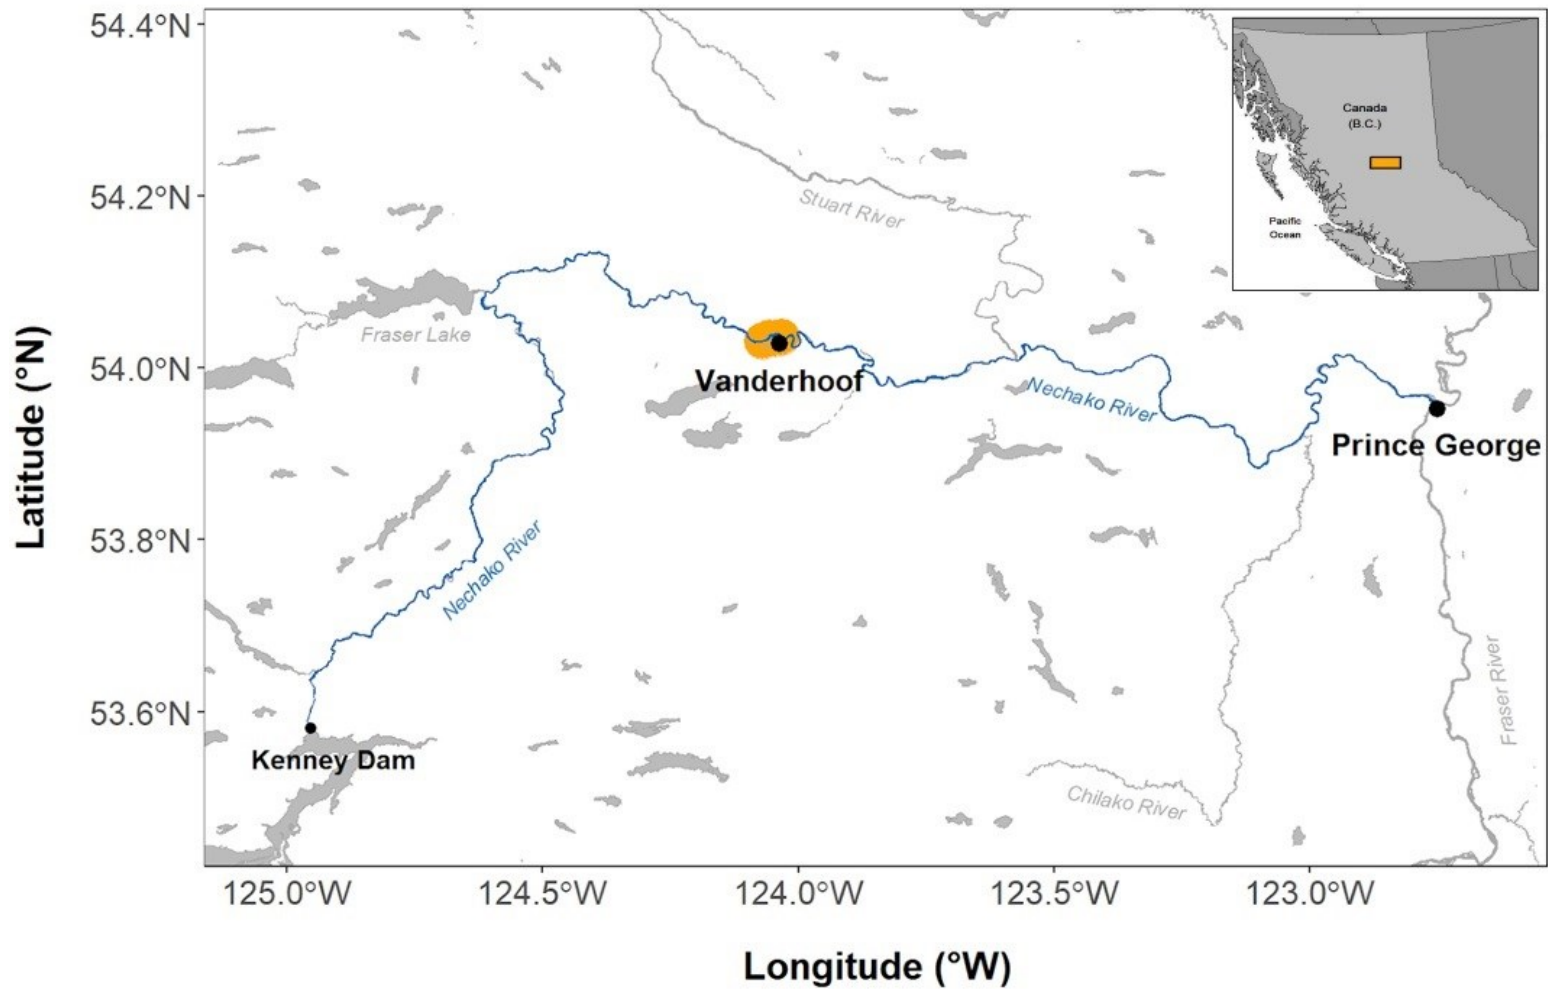 54.4°N
54.2°N
54.0°N
53.8°N
53.6°N
Latitude (°N)
Canada
(B.C.)
Pacific
Ocean
Stuart River
Fraser Lake
Vanderhoof
Nechako River
Prince George
Nechako River
Fraser River
Kenney Dam
Chilako River
125.0°W
124.5°W
124.0°W
123.5°W
123.0°W
Longitude (°W)